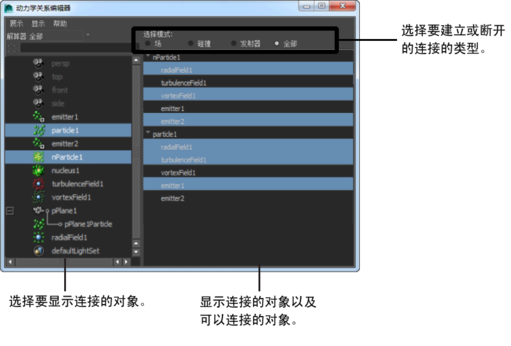 动力学关系编辑器
展示 显示 帮助
解算器 全部
选择模式:
场 碰撞 发射器 全部
选择要建立或断开
的连接的类型。
persp
top
front
side
emitter1
particle1
emitter2
nParticle1
nucleus1
turbulenceField1
vortexField1
pPlane1
pPlane1Particle
radialField1
defaultLightSet
nParticle1
radialField1
turbulenceField1
vortexField1
emitter1
emitter2
particle1
radialField1
turbulenceField1
vortexField1
emitter1
emitter2
选择要显示连接的对象。
显示连接的对象以及
可以连接的对象。